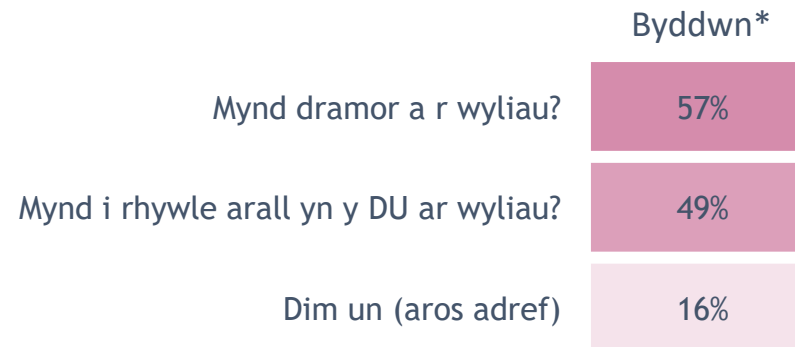 Byddwn*
Mynd dramor a r wyliau? 57%
Mynd i rhywle arall yn y DU ar wyliau? 49%
Dim un (aros adref) 16%